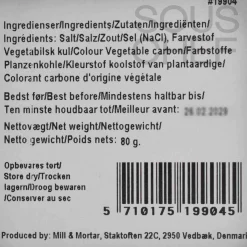 #19904
SOUS
CHEF
Ingredienser/Ingredients/Zutaten/Ingrediënten/
Ingrédients: Salt/Salz/Zout/Sel (NaCl), Farvestof
Vegetabilsk kul/Colour Vegetable carbon/Farbstoffe
Planzenkohle/Kleurstof koolstof van plantaardige/
Colorant carbone d'origine végétale
Bedst før/Best before/Mindestens haltbar bis/
Ten minste houdbaar tot/Meilleur avant: 26.02.2029
Nettovægt/Net weight/Nettogewicht/
Netto gewicht/Poids net: 80 g.
Opbevares tørt/
Store dry/Trocken
lagern/Droog bewaren
/Conserver au sec
5 710175 199045
Produced by: Mill & Mortar, Staktoften 22C, 2950 Vedbæk, Denmark